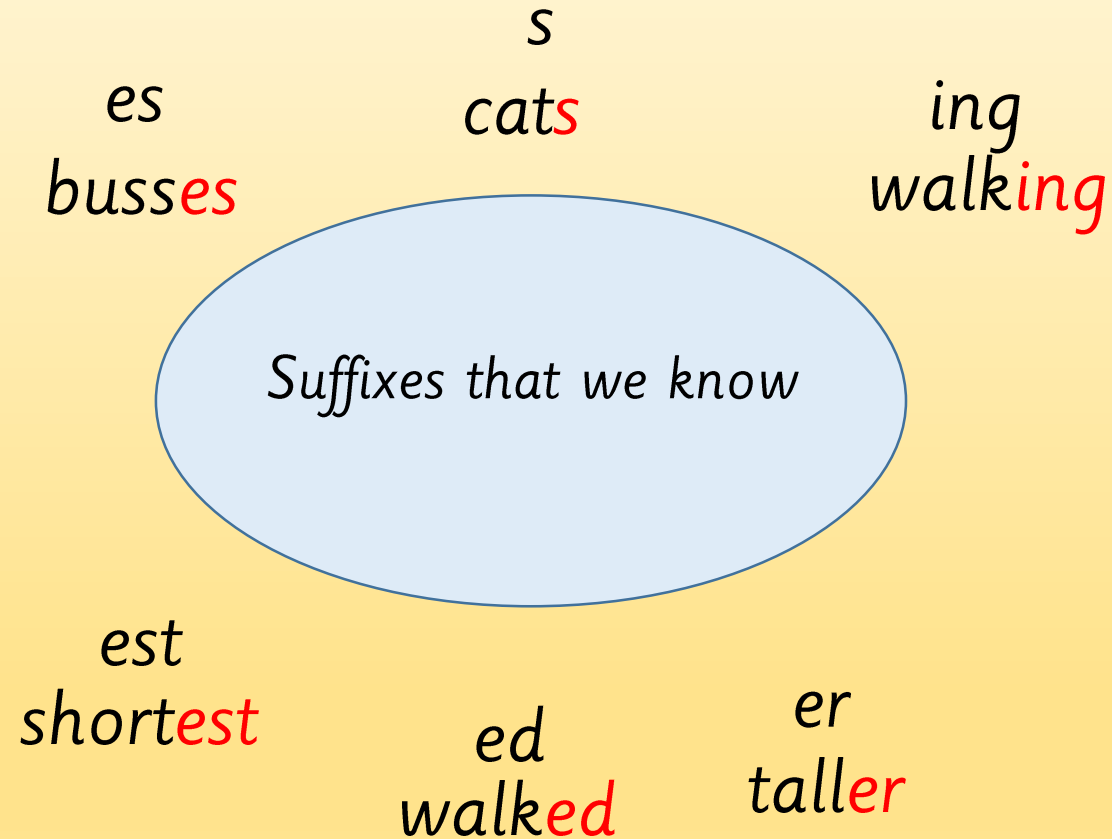 s
cats
es
busses
ing
walking
Suffixes that we know
est
shortest
ed
walked
er
taller